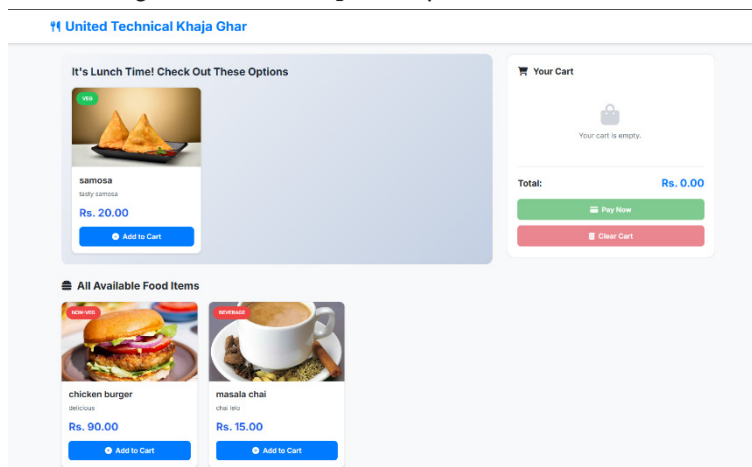 United Technical Khaja Ghar
It's Lunch Time! Check Out These Options
VEG
samosa
tasty samosa
Rs. 20.00
Add to Cart
Your Cart
Your cart is empty.
Total: Rs. 0.00
Pay Now
Clear Cart
All Available Food Items
NON-VEG
chicken burger
delicious
Rs. 90.00
Add to Cart
BEVERAGE
masala chai
chai lelo
Rs. 15.00
Add to Cart